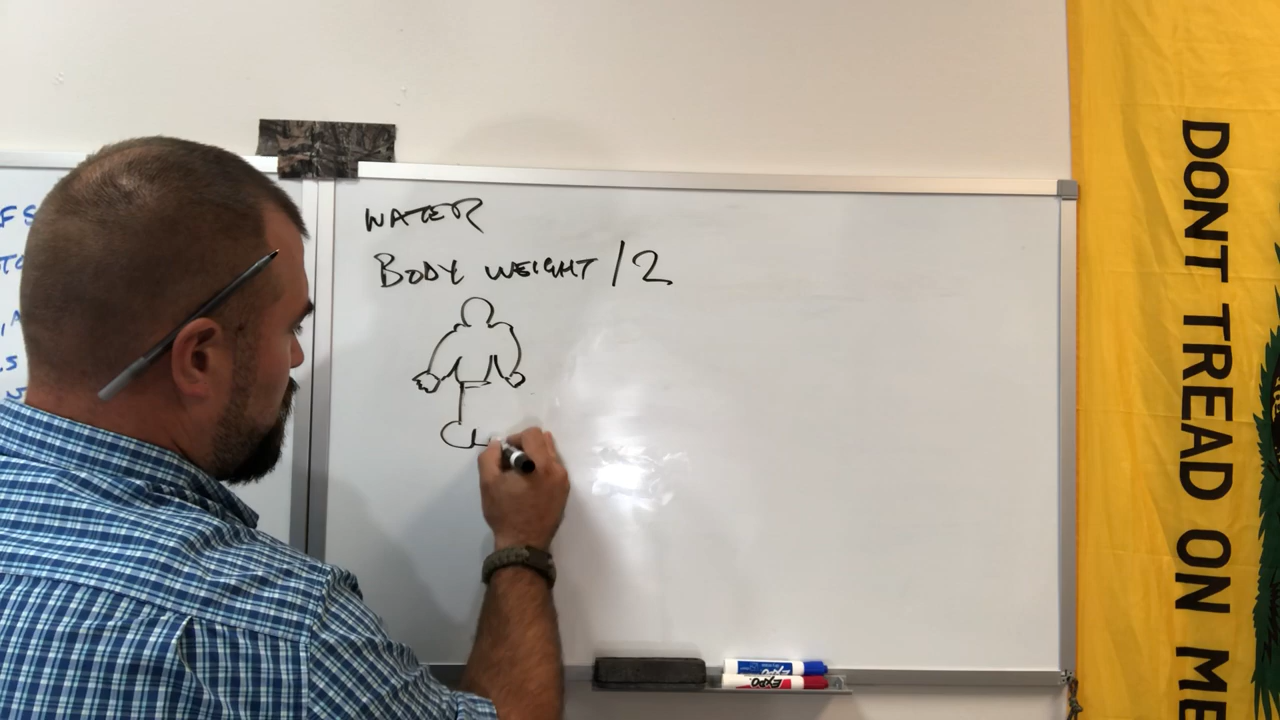 WATER
BODY WEIGHT / 2
DONT TREAD ON ME
EXPO
EXPO